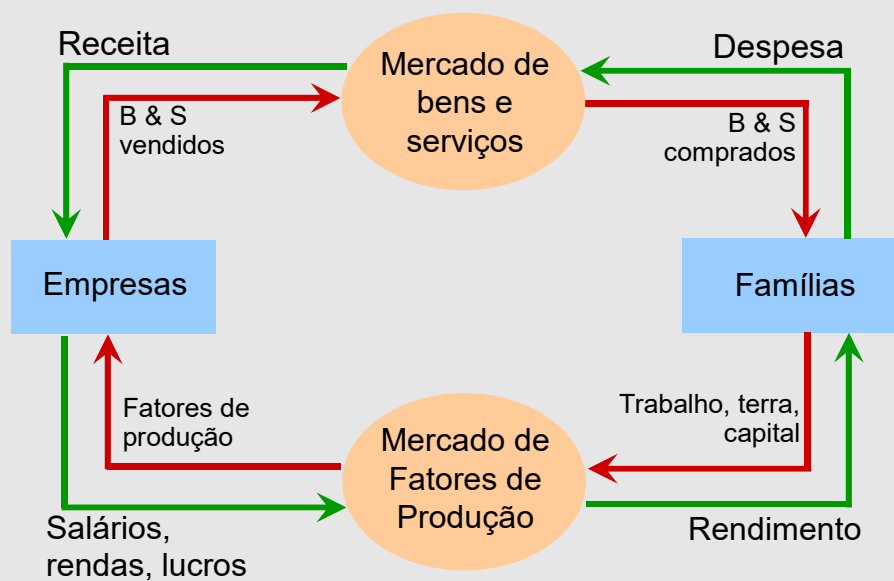 Receita
Mercado de
bens e
serviços
Despesa
B & S
vendidos
B & S
comprados
Empresas
Famílias
Fatores de
produção
Mercado de
Fatores de
Produção
Trabalho, terra,
capital
Salários,
rendas, lucros
Rendimento